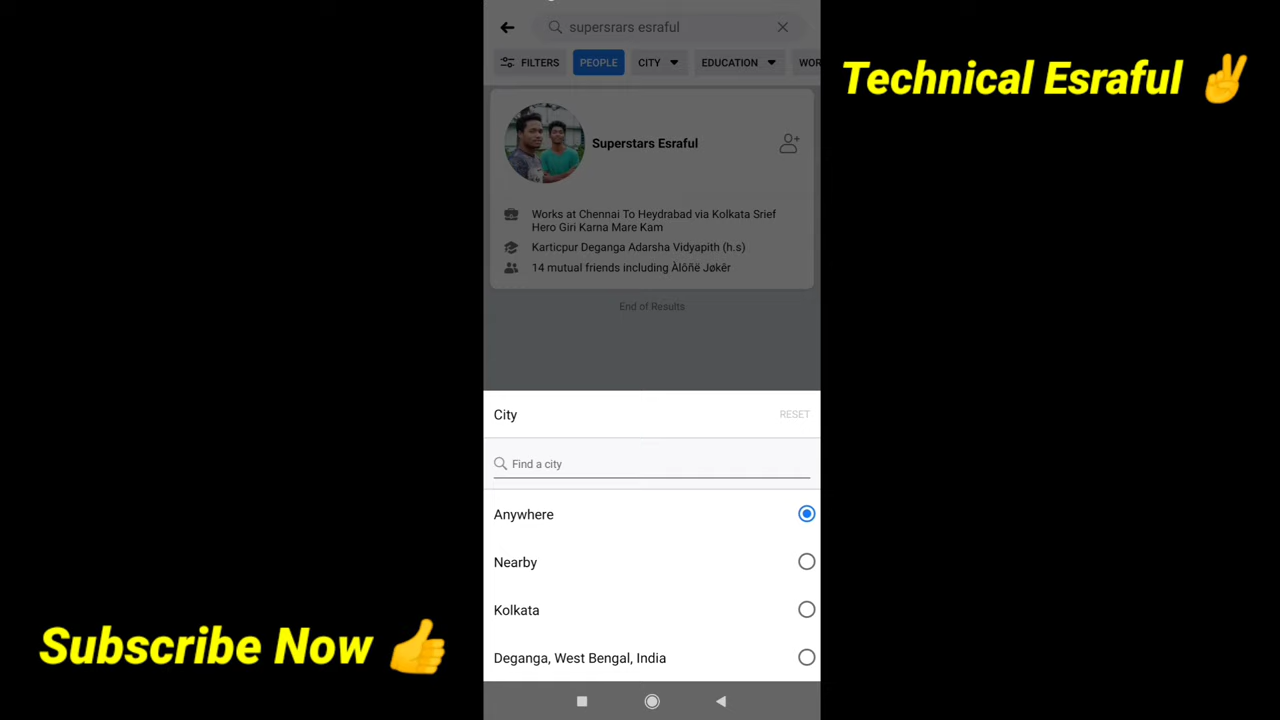 supersrars esraful
FILTERS
PEOPLE
CITY
EDUCATION
WOR
Technical Esraful ✌
Superstars Esraful
Works at Chennai To Heydrabad via Kolkata Srief
Hero Giri Karna Mare Kam
Karticpur Deganga Adarsha Vidyapith (h.s)
14 mutual friends including Àlôñë Jøkêr
End of Results
City
RESET
Find a city
Anywhere
Nearby
Kolkata
Deganga, West Bengal, India
Subscribe Now 👍